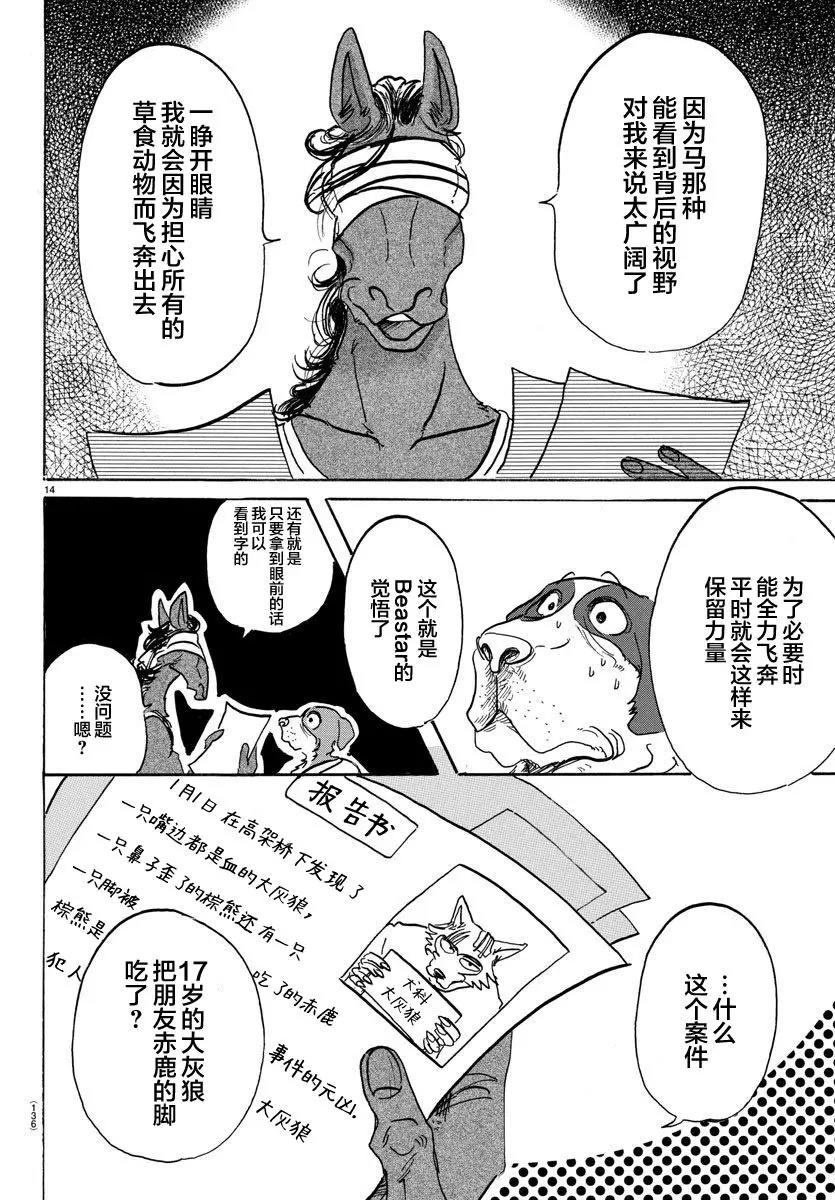 因为马那种
能看到背后的视野
对我来说太广阔了
一睁开眼睛
我就会因为担心所有的
草食动物而飞奔出去
14
为了必要时
能全力飞奔
平时就会这样来
保留力量
这个就是
Beastar的
觉悟了
还有就是
只要拿到眼前的话
我可以
看到字的
没问题
……嗯?
报告书
1月1日 在高架桥下发现了
一只嘴边都是血的大灰狼,
一只鼻子歪了的棕熊还有一只
一只脚被
吃了的赤鹿
棕熊是
事件的元凶.
犯人
大灰狼
犬科
大灰狼
…什么
这个案件
17岁的大灰狼
把朋友赤鹿的脚
吃了?
(136)